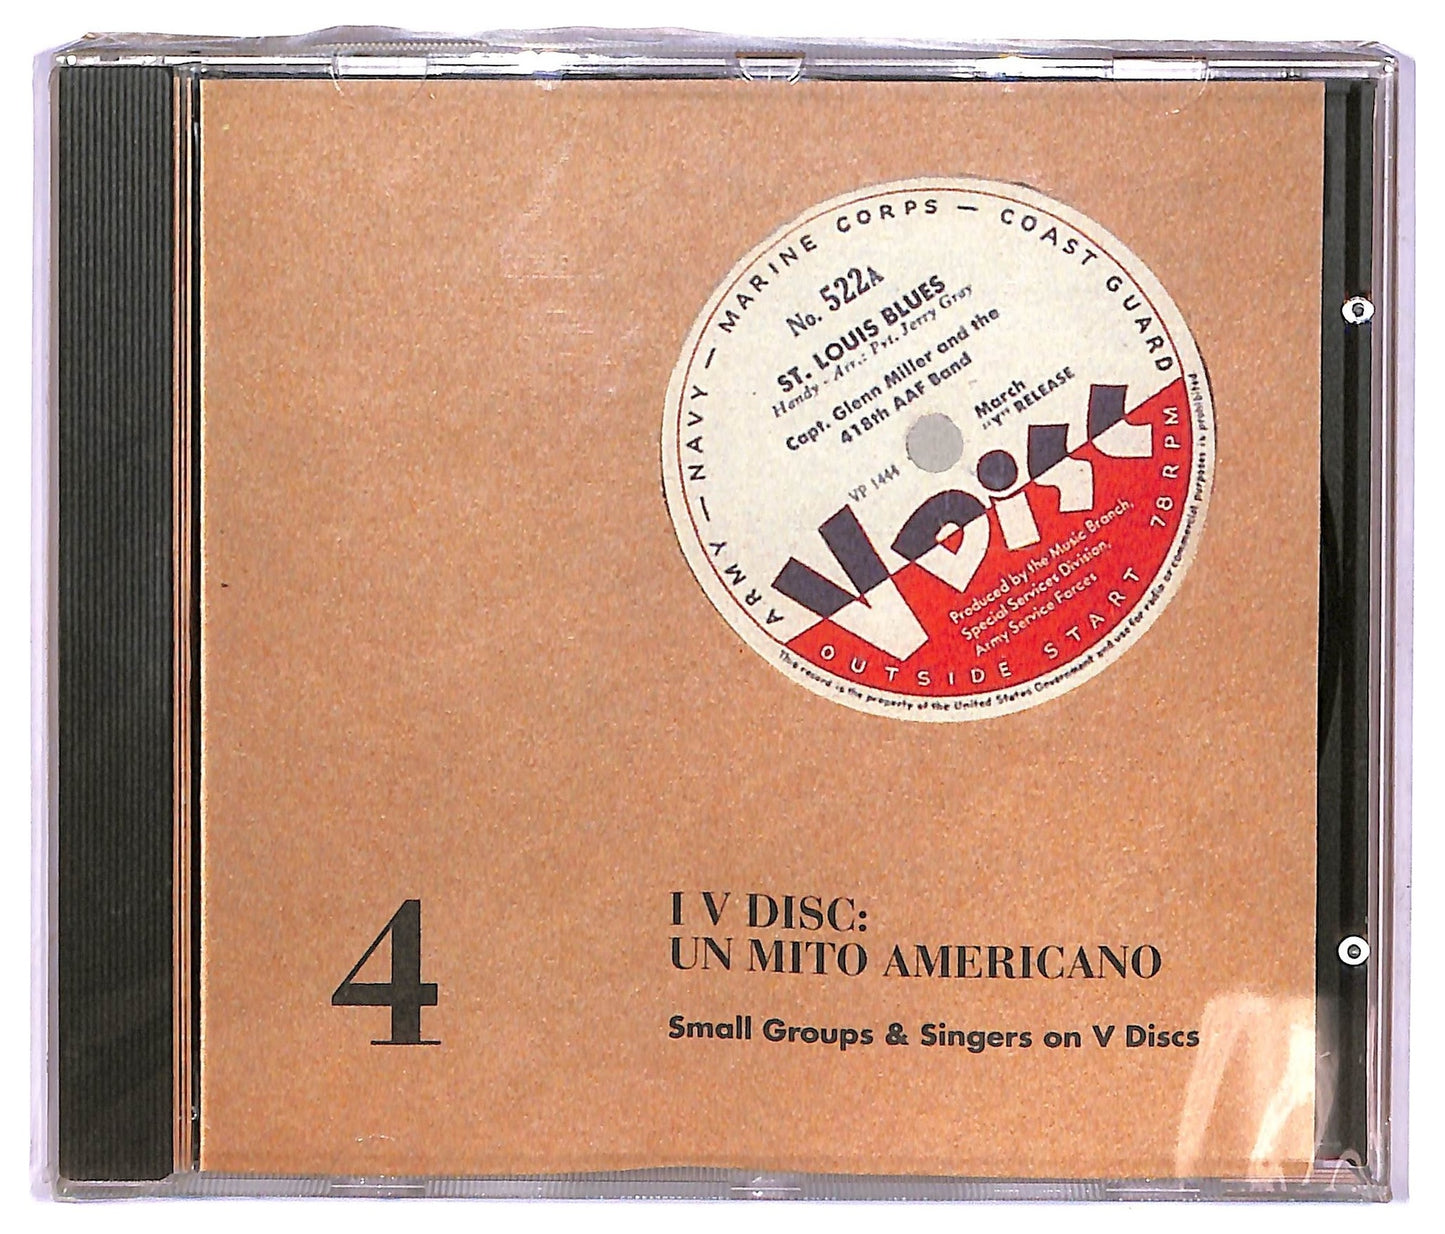 ARMY — NAVY — MARINE CORPS — COAST GUARD
No. 522A
ST. LOUIS BLUES
Handy - Arr.: Pvt. Jerry Gray
Capt. Glenn Miller and the
418th AAF Band
March
"Y" RELEASE
VP 1444
V Disc
Produced by the Music Branch,
Special Services Division,
Army Service Forces
OUTSIDE START 78 RPM
This record is the property of the United States Government and use for radio or commercial purposes is prohibited
4
I V DISC:
UN MITO AMERICANO
Small Groups & Singers on V Discs